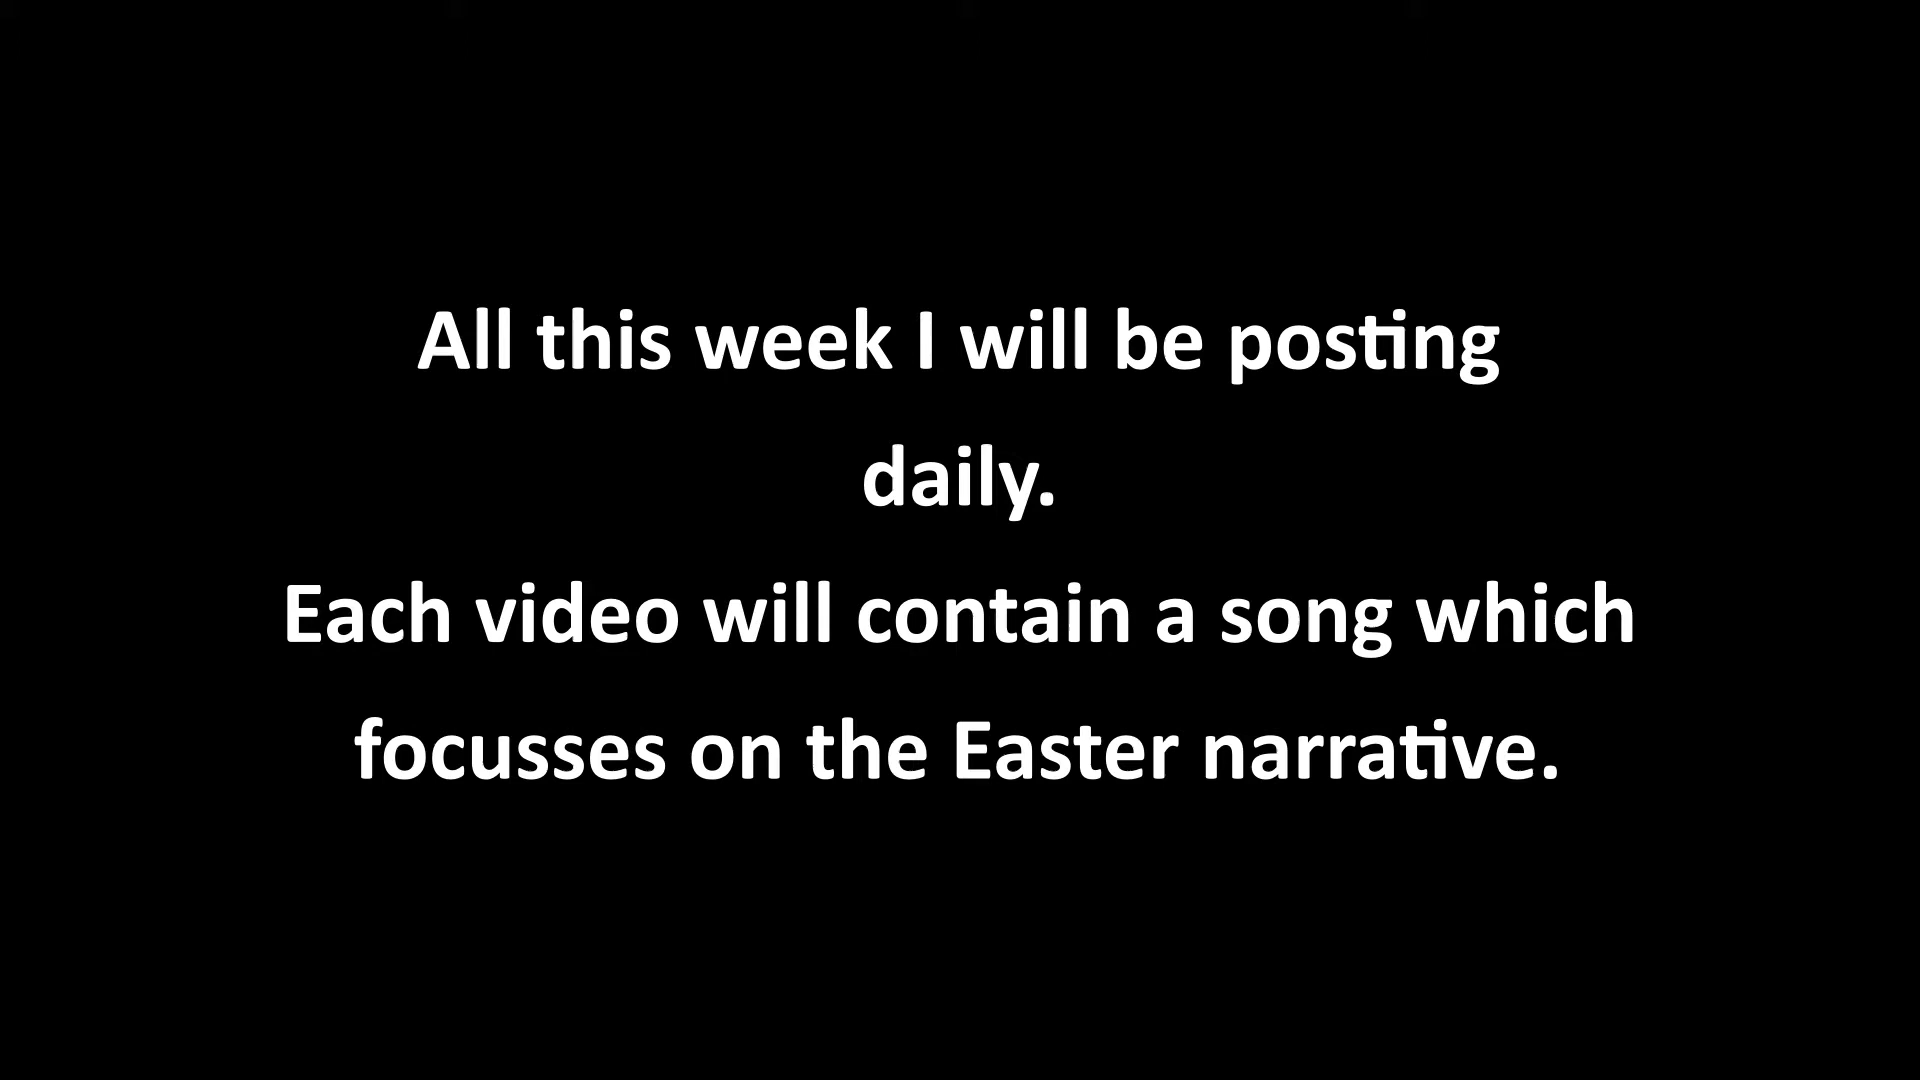 All this week I will be posting
daily.
Each video will contain a song which
focusses on the Easter narrative.